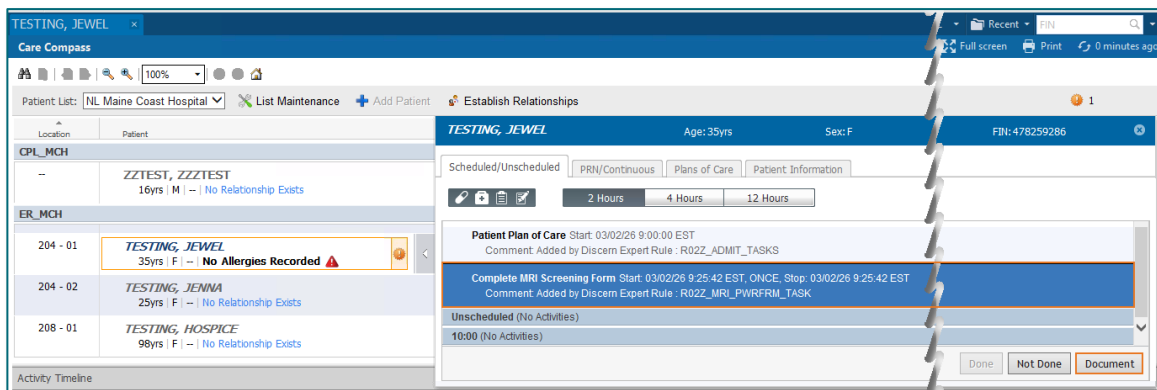 TESTING, JEWEL ×
Recent FIN
Care Compass
Full screen Print 0 minutes ago
100%
Patient List: NL Maine Coast Hospital List Maintenance Add Patient Establish Relationships 1
Location Patient
TESTING, JEWEL Age:35yrs Sex:F FIN:478259286
CPL_MCH
-- ZZTEST, ZZZTEST
16yrs | M | -- | No Relationship Exists
ER_MCH
204 - 01 TESTING, JEWEL
35yrs | F | -- No Allergies Recorded
204 - 02 TESTING, JENNA
25yrs | F | -- | No Relationship Exists
208 - 01 TESTING, HOSPICE
98yrs | F | -- | No Relationship Exists
Activity Timeline
Scheduled/Unscheduled PRN/Continuous Plans of Care Patient Information
2 Hours 4 Hours 12 Hours
Patient Plan of Care Start: 03/02/26 9:00:00 EST
Comment: Added by Discern Expert Rule : R02Z_ADMIT_TASKS
Complete MRI Screening Form Start: 03/02/26 9:25:42 EST, ONCE, Stop: 03/02/26 9:25:42 EST
Comment: Added by Discern Expert Rule : R02Z_MRI_PWRFRM_TASK
Unscheduled (No Activities)
10:00 (No Activities)
Done Not Done Document